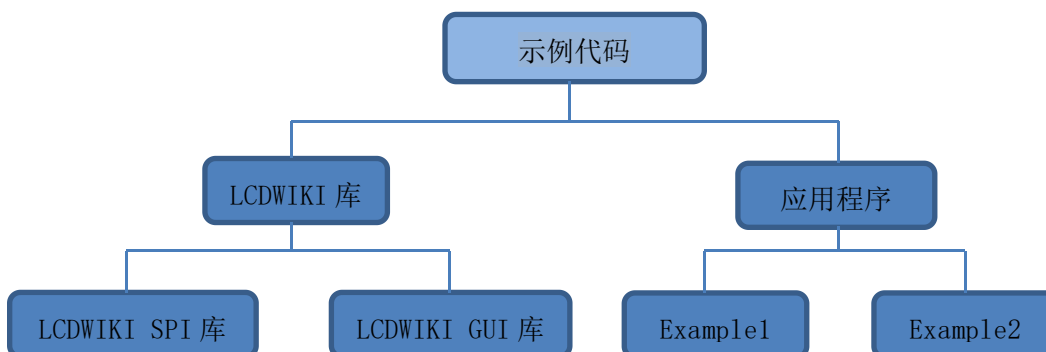 示例代码
LCDWIKI 库
应用程序
LCDWIKI SPI 库
LCDWIKI GUI 库
Example1
Example2